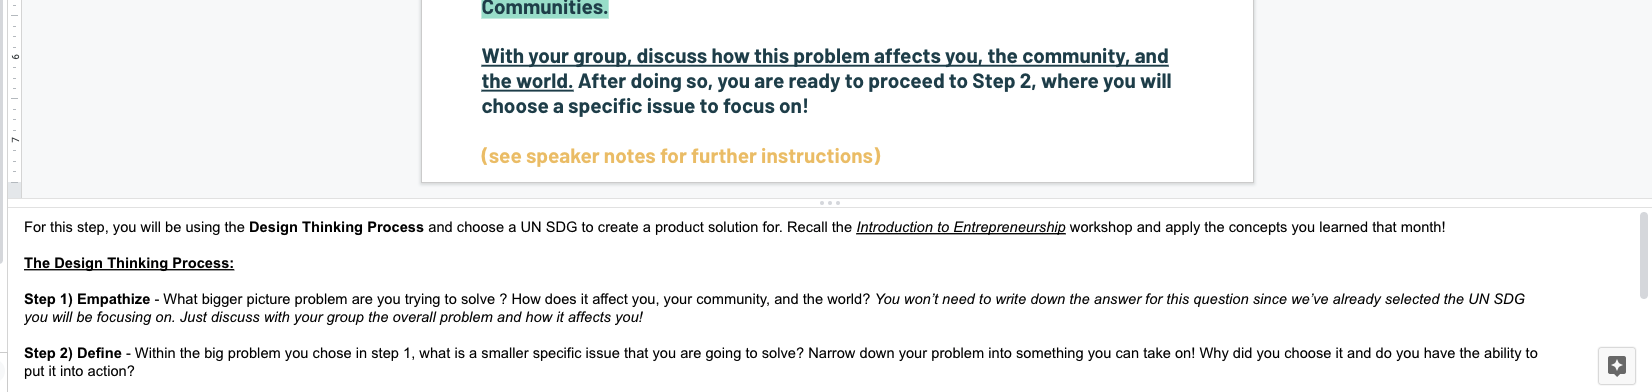 Communities.
With your group, discuss how this problem affects you, the community, and
the world. After doing so, you are ready to proceed to Step 2, where you will
choose a specific issue to focus on!
(see speaker notes for further instructions)
6
7
For this step, you will be using the Design Thinking Process and choose a UN SDG to create a product solution for. Recall the Introduction to Entrepreneurship workshop and apply the concepts you learned that month!
The Design Thinking Process:
Step 1) Empathize - What bigger picture problem are you trying to solve ? How does it affect you, your community, and the world? You won't need to write down the answer for this question since we've already selected the UN SDG
you will be focusing on. Just discuss with your group the overall problem and how it affects you!
Step 2) Define - Within the big problem you chose in step 1, what is a smaller specific issue that you are going to solve? Narrow down your problem into something you can take on! Why did you choose it and do you have the ability to
put it into action?